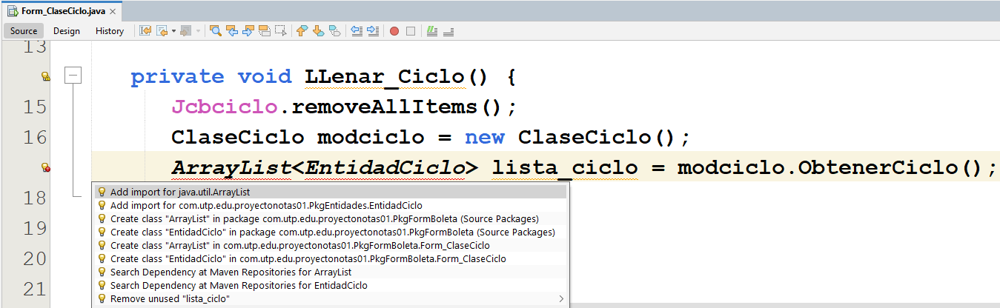 Form_ClaseCiclo.java ×
Source Design History
13
private void LLenar_Ciclo() {
15 Jcbciclo.removeAllItems();
16 ClaseCiclo modciclo = new ClaseCiclo();
ArrayList<EntidadCiclo> lista_ciclo = modciclo.ObtenerCiclo();
18
Add import for java.util.ArrayList
Add import for com.utp.edu.proyectonotas01.PkgEntidades.EntidadCiclo
Create class "ArrayList" in package com.utp.edu.proyectonotas01.PkgFormBoleta (Source Packages)
19
Create class "EntidadCiclo" in package com.utp.edu.proyectonotas01.PkgFormBoleta (Source Packages)
Create class "ArrayList" in com.utp.edu.proyectonotas01.PkgFormBoleta.Form_ClaseCiclo
20
Create class "EntidadCiclo" in com.utp.edu.proyectonotas01.PkgFormBoleta.Form_ClaseCiclo
Search Dependency at Maven Repositories for ArrayList
21
Search Dependency at Maven Repositories for EntidadCiclo
Remove unused "lista_ciclo"